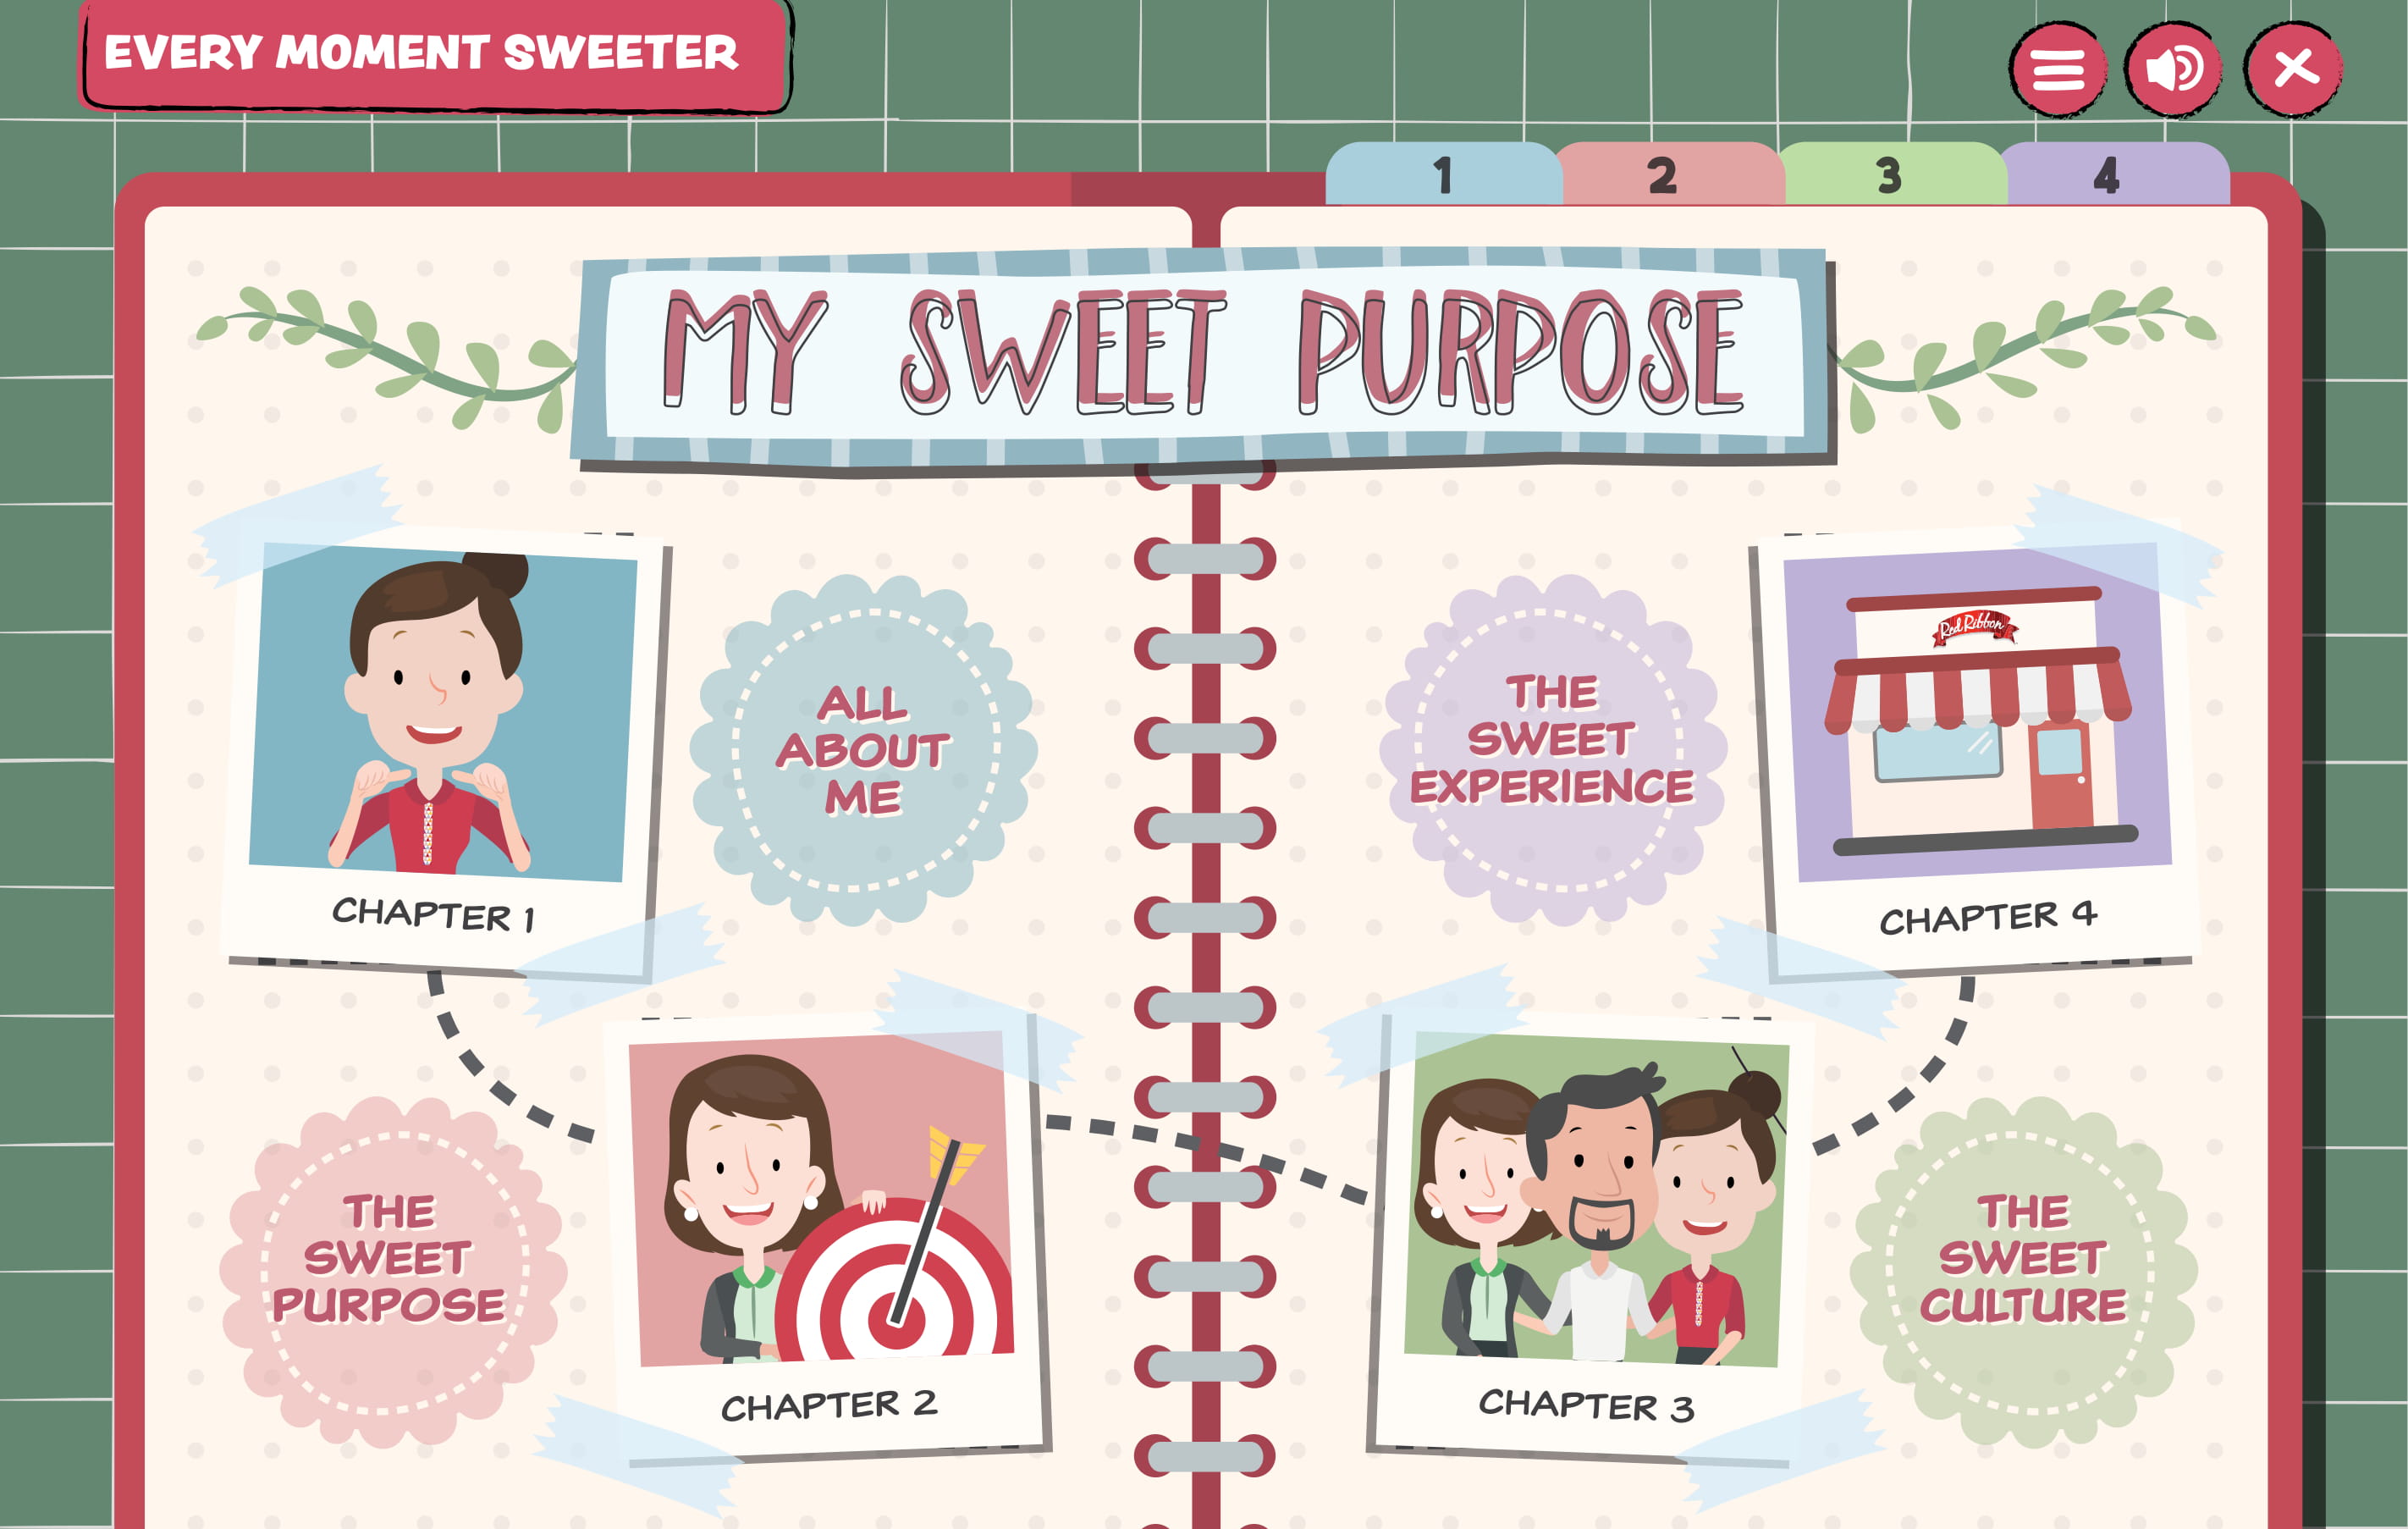 EVERY MOMENT SWEETER
1
2
3
4
MY SWEET PURPOSE
CHAPTER 1
ALL
ABOUT
ME
THE
SWEET
PURPOSE
CHAPTER 2
CHAPTER 3
THE
SWEET
CULTURE
THE
SWEET
EXPERIENCE
Red Ribbon
CHAPTER 4